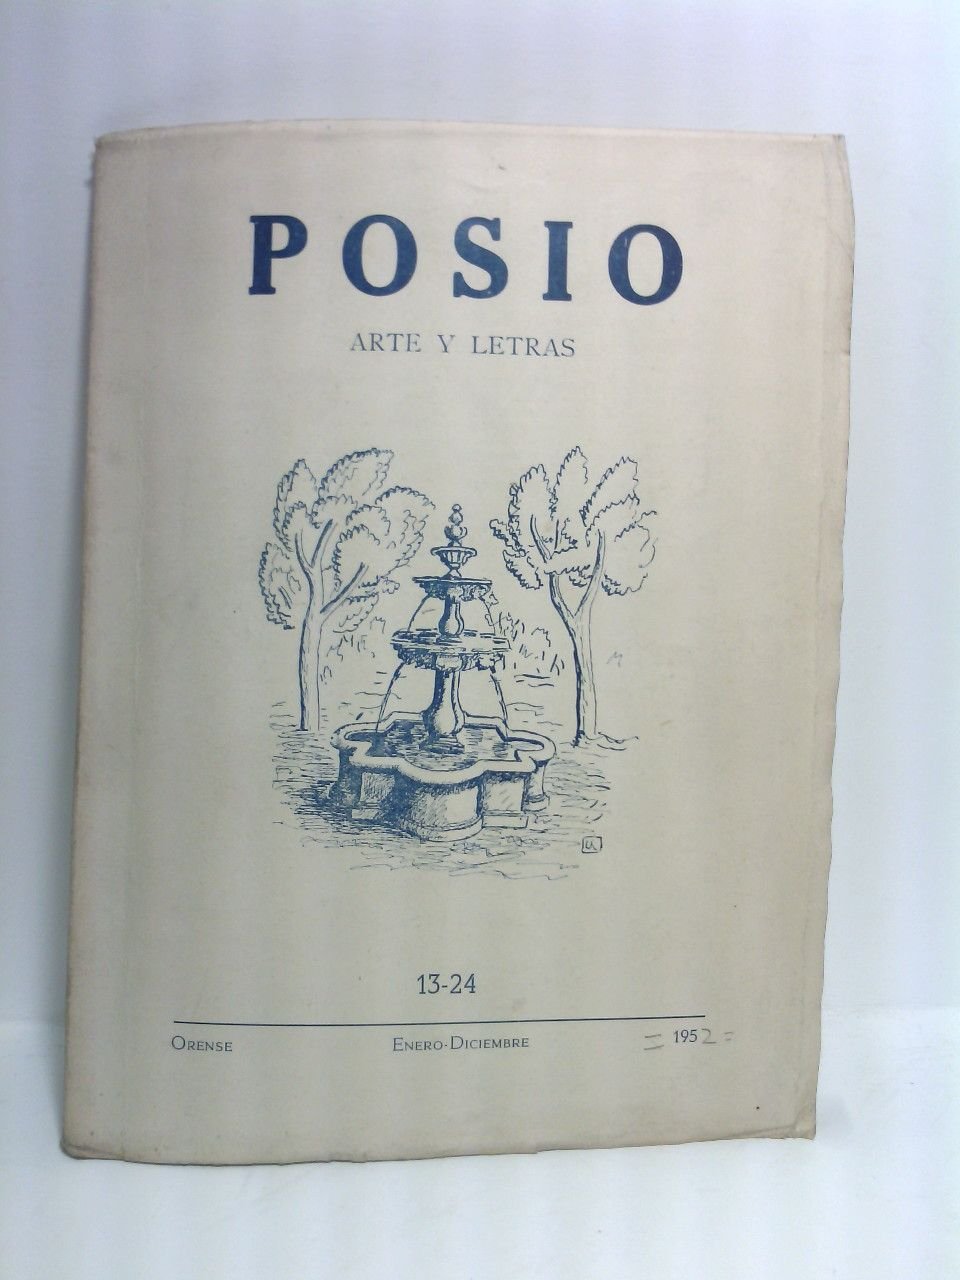 POSIO
ARTE Y LETRAS
13-24
ORENSE ENERO-DICIEMBRE = 1952 =